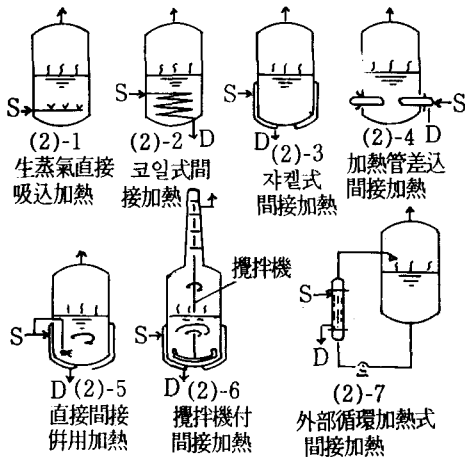 S
(2)-1
生蒸氣直接
吸込加熱
S
D
(2)-2
코일式間
接加熱
S
D
(2)-3
쟈켙式
間接加熱
S
D
(2)-4
加熱管差込
間接加熱
S
D (2)-5
直接間接
倂用加熱
攪拌機
S
D (2)-6
攪拌機付
間接加熱
S
D
(2)-7
外部循環加熱式
間接加熱